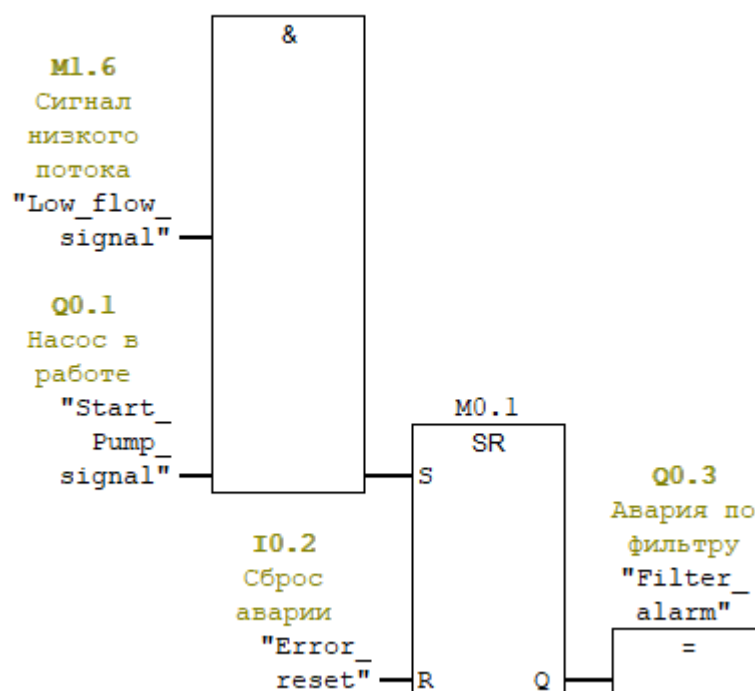 &
M1.6
Сигнал
низкого
потока
"Low_flow_
signal"
Q0.1
Насос в
работе
"Start_
Pump_
signal"
M0.1
SR
S
I0.2
Сброс
аварии
"Error_
reset"
R
Q
Q0.3
Авария по
фильтру
"Filter_
alarm"
=